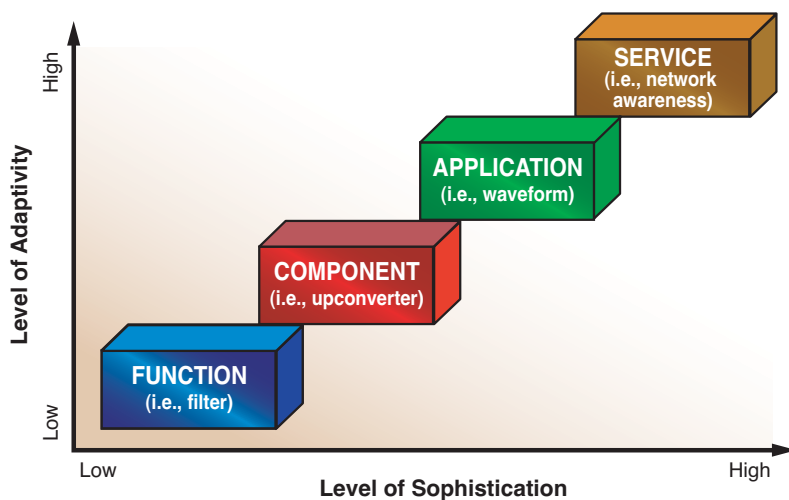 High
SERVICE
(i.e., network
awareness)
APPLICATION
(i.e., waveform)
Level of Adaptivity
COMPONENT
(i.e., upconverter)
FUNCTION
(i.e., filter)
Low
Low
High
Level of Sophistication